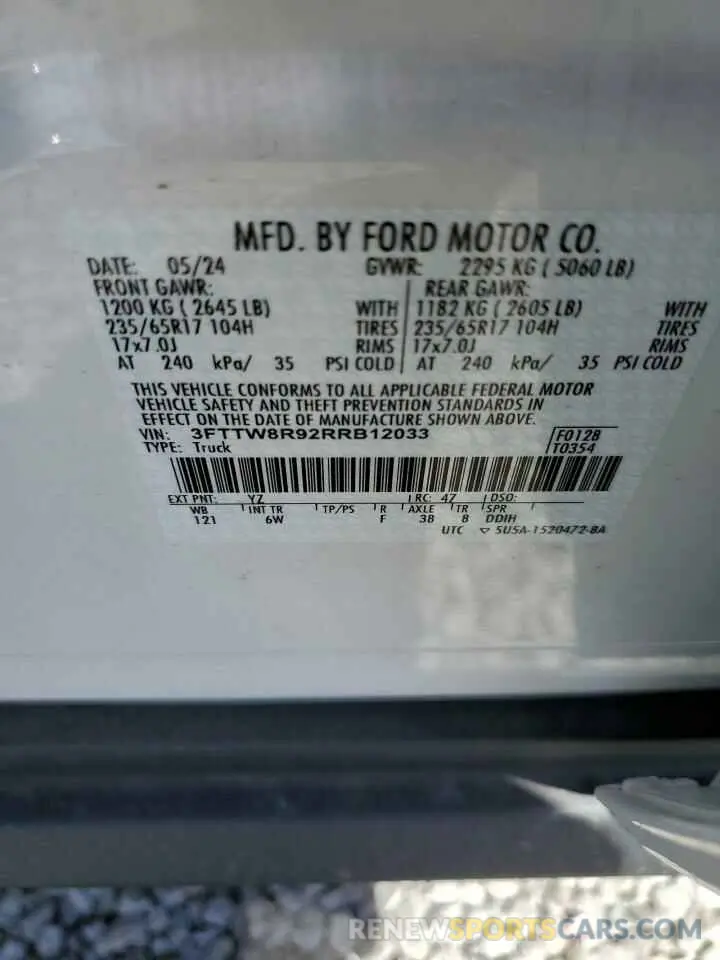 MFD. BY FORD MOTOR CO.
DATE: 05/24 GVWR: 2295 KG ( 5060 LB)
FRONT GAWR: REAR GAWR:
1200 KG ( 2645 LB) WITH 1182 KG ( 2605 LB) WITH
235/65R17 104H TIRES 235/65R17 104H TIRES
17x7.0J RIMS 17x7.0J RIMS
AT 240 kPa/ 35 PSI COLD AT 240 kPa/ 35 PSI COLD
THIS VEHICLE CONFORMS TO ALL APPLICABLE FEDERAL MOTOR
VEHICLE SAFETY AND THEFT PREVENTION STANDARDS IN
EFFECT ON THE DATE OF MANUFACTURE SHOWN ABOVE.
VIN: 3FTTW8R92RRB12033 F0128
TYPE: Truck T0354
EXT PNT: YZ RC: 47 DSO:
WB INT TR TP/PS R AXLE TR SPR
121 6W F 38 8 DDIH
UTC ▽ 5U5A-1520472-BA
RENEWSPORTSCARS.COM